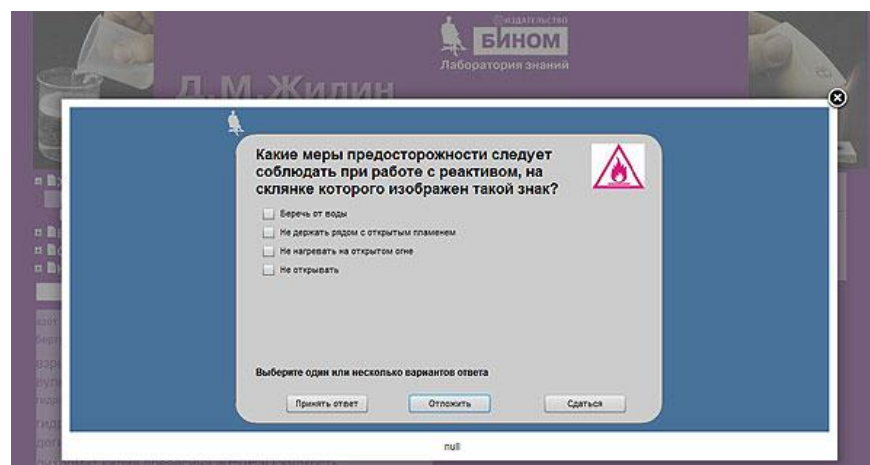 издательство
БИНОМ
Лаборатория знаний
Д.М.Жилин
Какие меры предосторожности следует
соблюдать при работе с реактивом, на
склянке которого изображен такой знак?
Беречь от воды
Не держать рядом с открытым пламенем
Не нагревать на открытом огне
Не открывать
Выберите один или несколько вариантов ответа
Принять ответ
Отложить
Сдаться
null